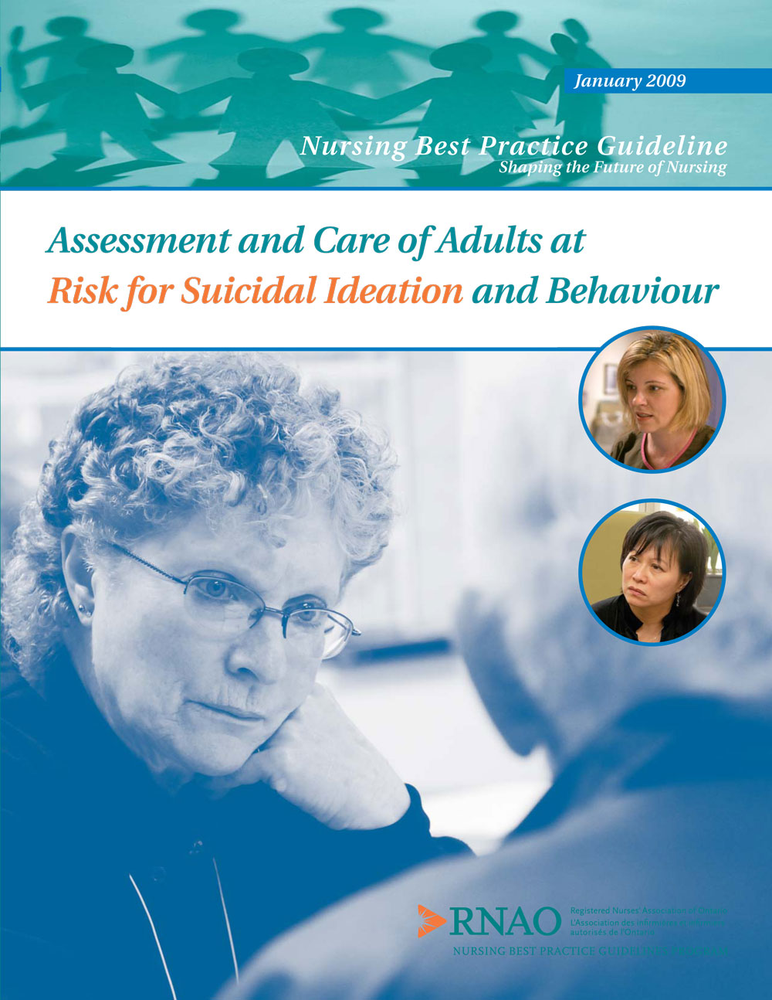 January 2009
Nursing Best Practice Guideline
Shaping the Future of Nursing
Assessment and Care of Adults at
Risk for Suicidal Ideation and Behaviour
RNAO
Registered Nurses' Association of Ontario
L'Association des infirmières et infirmiers
autorisés de l'Ontario
NURSING BEST PRACTICE GUIDELINES PROGRAM